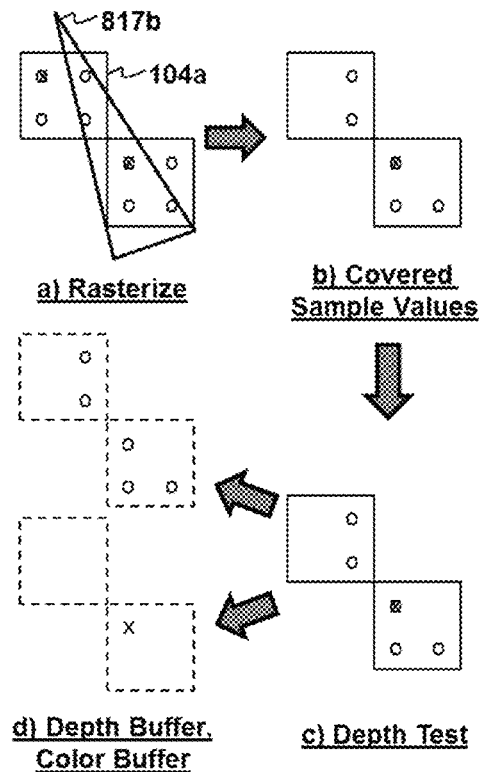 817b
104a
a) Rasterize
b) Covered
Sample Values
X
d) Depth Buffer,
Color Buffer
c) Depth Test